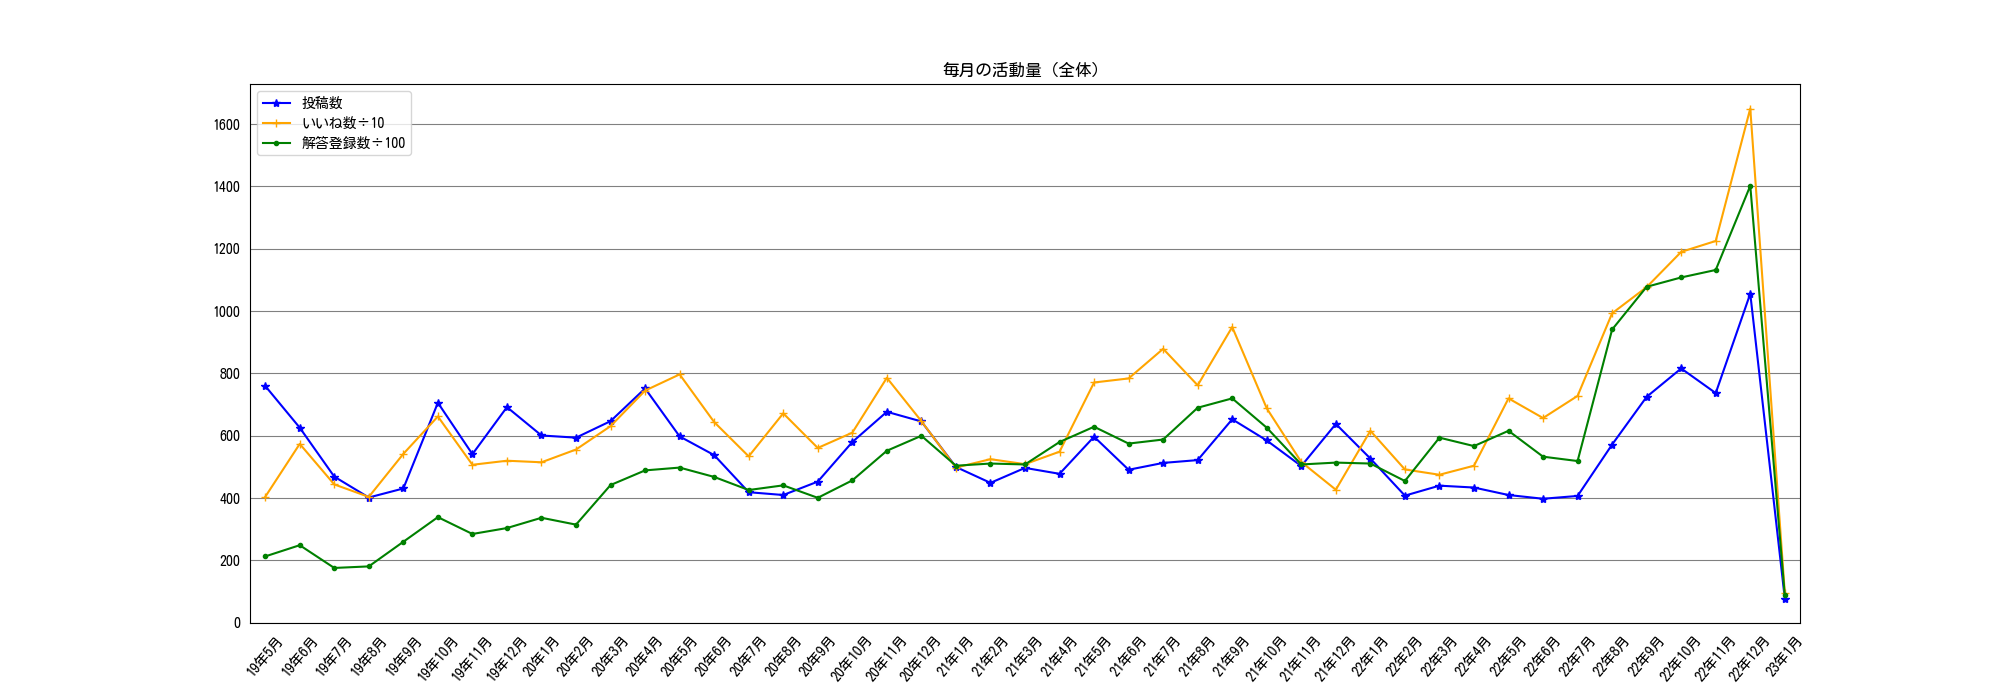 毎月の活動量（全体）
投稿数
いいね数÷10
解答登録数÷100
1600
1400
1200
1000
800
600
400
200
0
19年5月
19年6月
19年7月
19年8月
19年9月
19年10月
19年11月
19年12月
20年1月
20年2月
20年3月
20年4月
20年5月
20年6月
20年7月
20年8月
20年9月
20年10月
20年11月
20年12月
21年1月
21年2月
21年3月
21年4月
21年5月
21年6月
21年7月
21年8月
21年9月
21年10月
21年11月
21年12月
22年1月
22年2月
22年3月
22年4月
22年5月
22年6月
22年7月
22年8月
22年9月
22年10月
22年11月
22年12月
23年1月